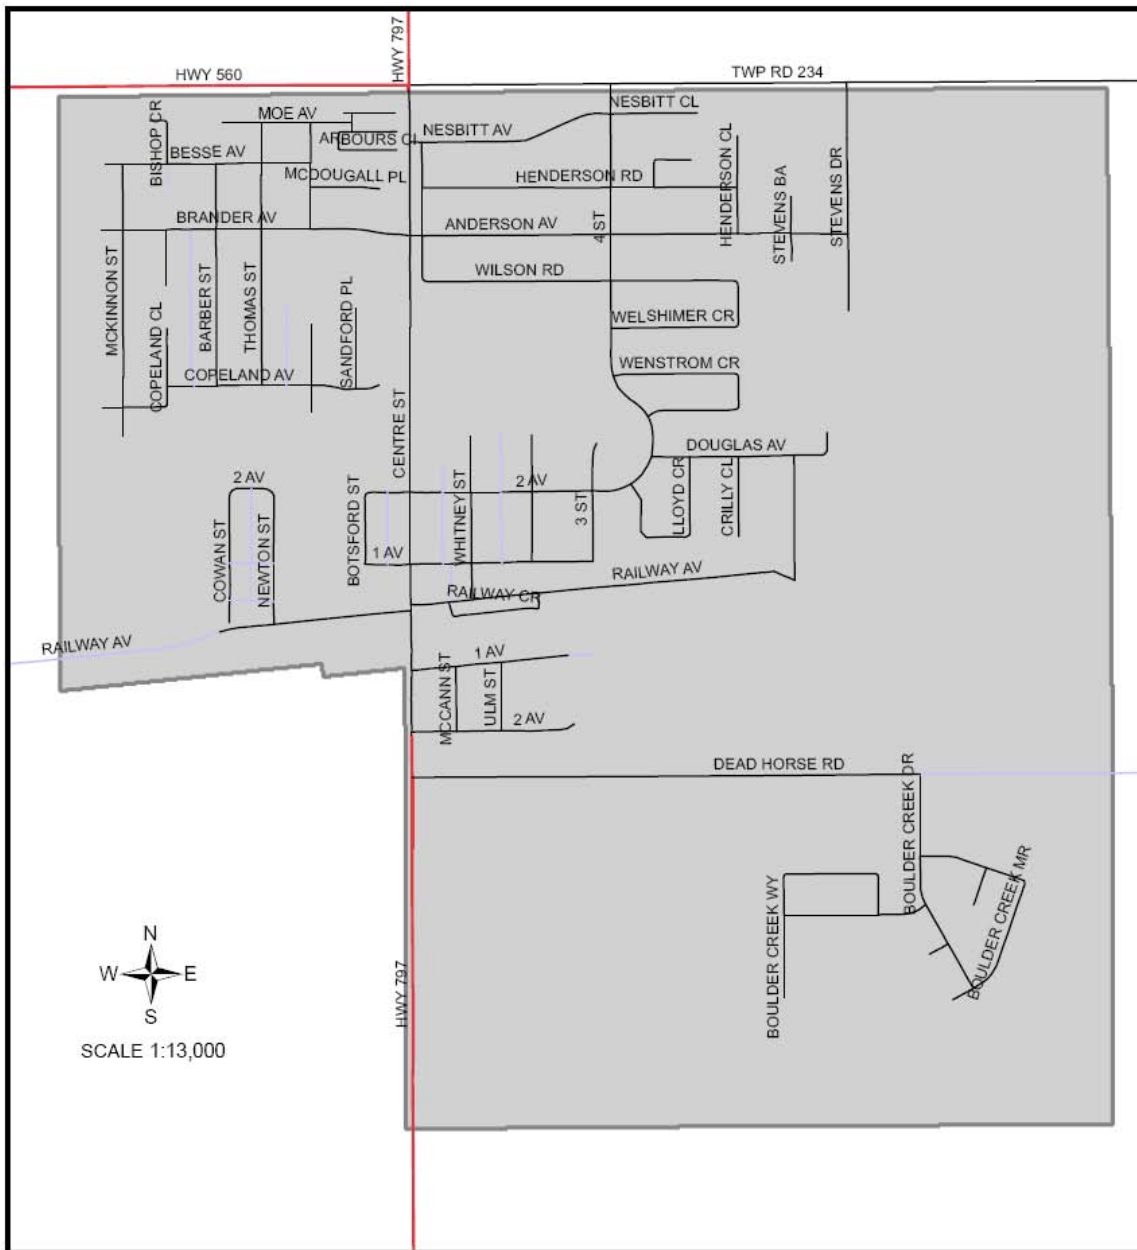 HWY 797
HWY 560
TWP RD 234
BISHOP CR
MOE AV
NESBITT CL
ARBOURS CL
NESBITT AV
BESSE AV
MCDOUGALL PL
HENDERSON RD
HENDERSON CL
STEVENS BA
STEVENS DR
BRANDER AV
ANDERSON AV
4 ST
WILSON RD
MCKINNON ST
COPELAND CL
BARBER ST
THOMAS ST
SANDFORD PL
WELSHIMER CR
COPELAND AV
WENSTROM CR
CENTRE ST
DOUGLAS AV
2 AV
BOTSFORD ST
WHITNEY ST
2 AV
3 ST
LLOYD CR
CRILLY CL
COWAN ST
NEWTON ST
1 AV
RAILWAY AV
RAILWAY CR
RAILWAY AV
1 AV
MCCANN ST
ULM ST
2 AV
DEAD HORSE RD
BOULDER CREEK DR
BOULDER CREEK WY
BOULDER CREEK MR
HWY 797
N
W E
S
SCALE 1:13,000